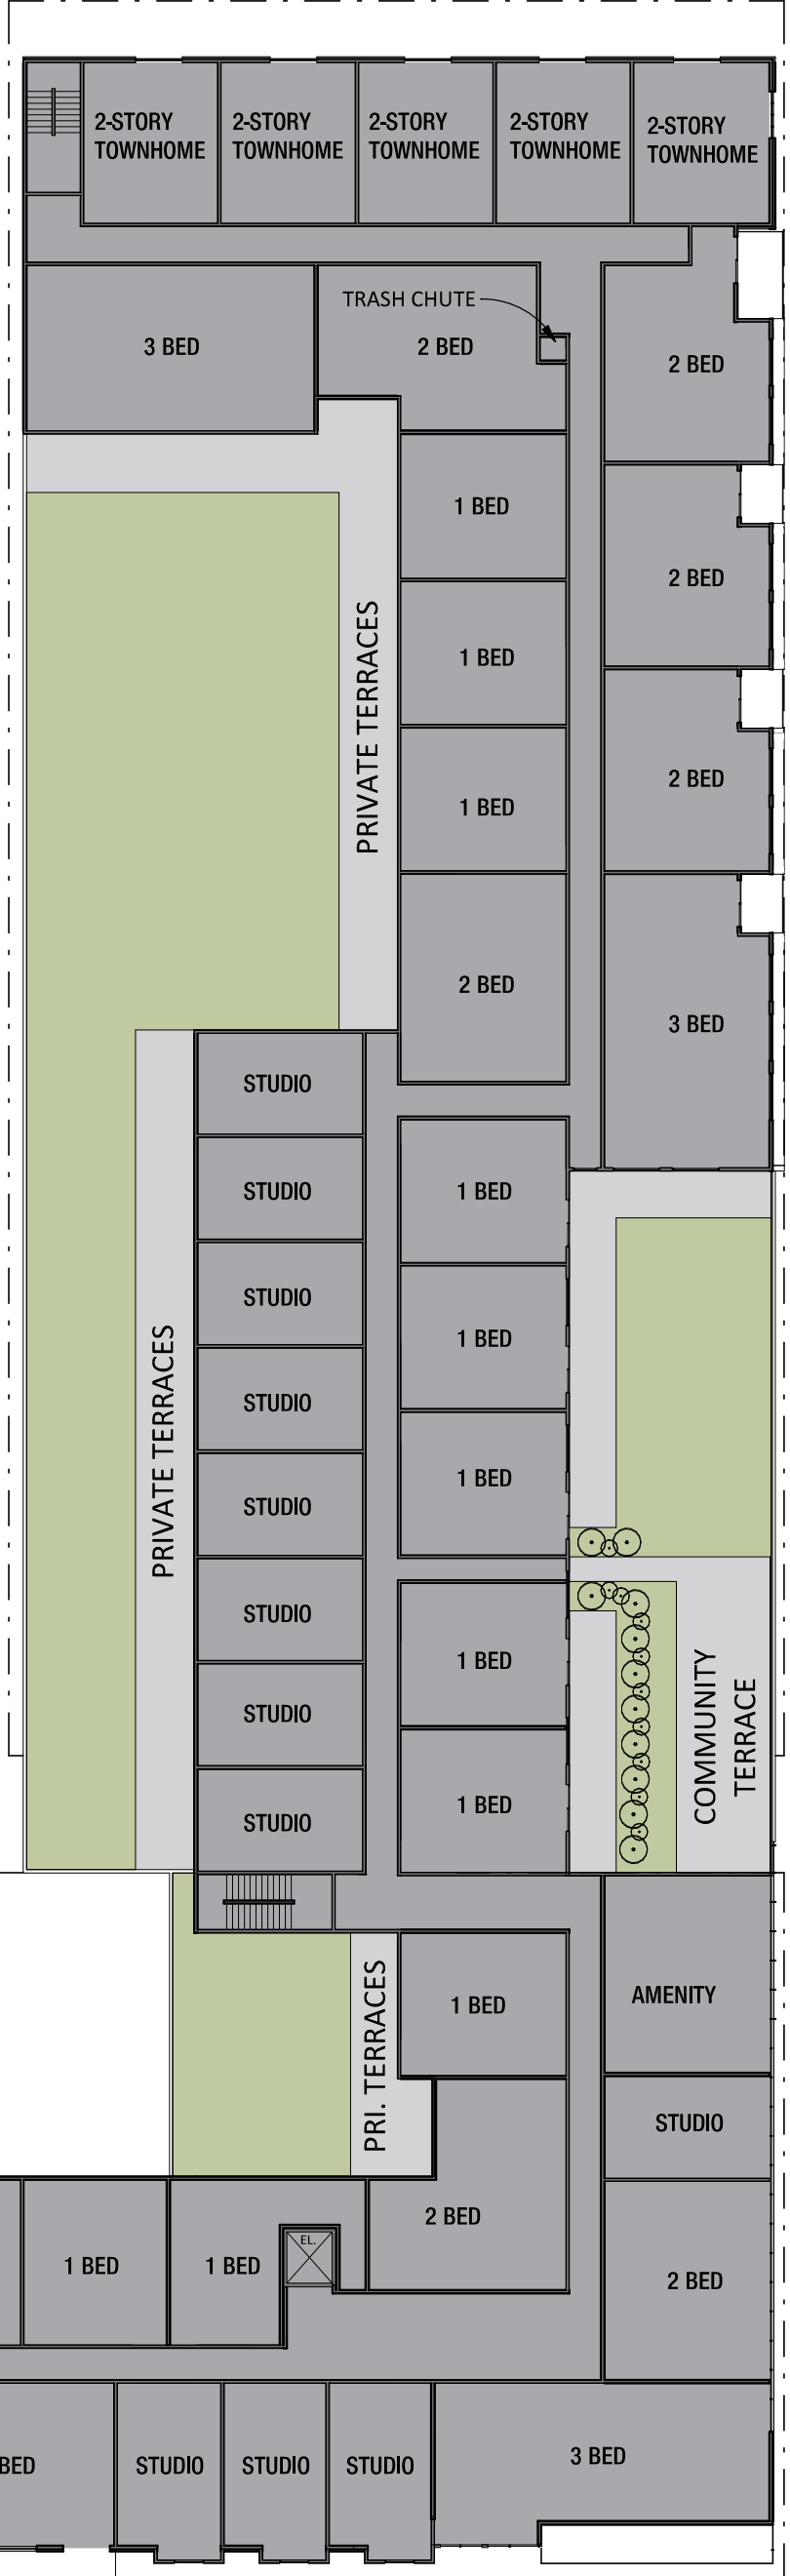 2-STORY
TOWNHOME
2-STORY
TOWNHOME
2-STORY
TOWNHOME
2-STORY
TOWNHOME
2-STORY
TOWNHOME
TRASH CHUTE
3 BED
2 BED
2 BED
1 BED
2 BED
PRIVATE TERRACES
1 BED
2 BED
1 BED
2 BED
3 BED
STUDIO
STUDIO
1 BED
STUDIO
1 BED
PRIVATE TERRACES
STUDIO
1 BED
STUDIO
STUDIO
1 BED
COMMUNITY
TERRACE
STUDIO
1 BED
STUDIO
PRI. TERRACES
1 BED
AMENITY
STUDIO
2 BED
EL.
1 BED
1 BED
2 BED
BED
STUDIO
STUDIO
STUDIO
3 BED